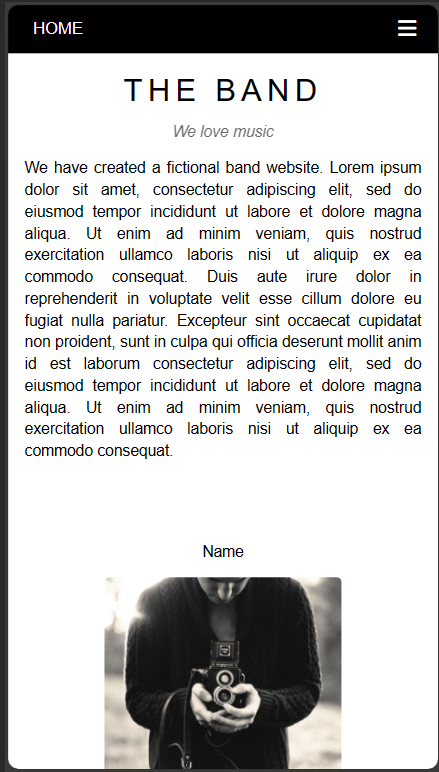 HOME
THE BAND
We love music
We have created a fictional band website. Lorem ipsum
dolor sit amet, consectetur adipiscing elit, sed do
eiusmod tempor incididunt ut labore et dolore magna
aliqua. Ut enim ad minim veniam, quis nostrud
exercitation ullamco laboris nisi ut aliquip ex ea
commodo consequat. Duis aute irure dolor in
reprehenderit in voluptate velit esse cillum dolore eu
fugiat nulla pariatur. Excepteur sint occaecat cupidatat
non proident, sunt in culpa qui officia deserunt mollit anim
id est laborum consectetur adipiscing elit, sed do
eiusmod tempor incididunt ut labore et dolore magna
aliqua. Ut enim ad minim veniam, quis nostrud
exercitation ullamco laboris nisi ut aliquip ex ea
commodo consequat.
Name